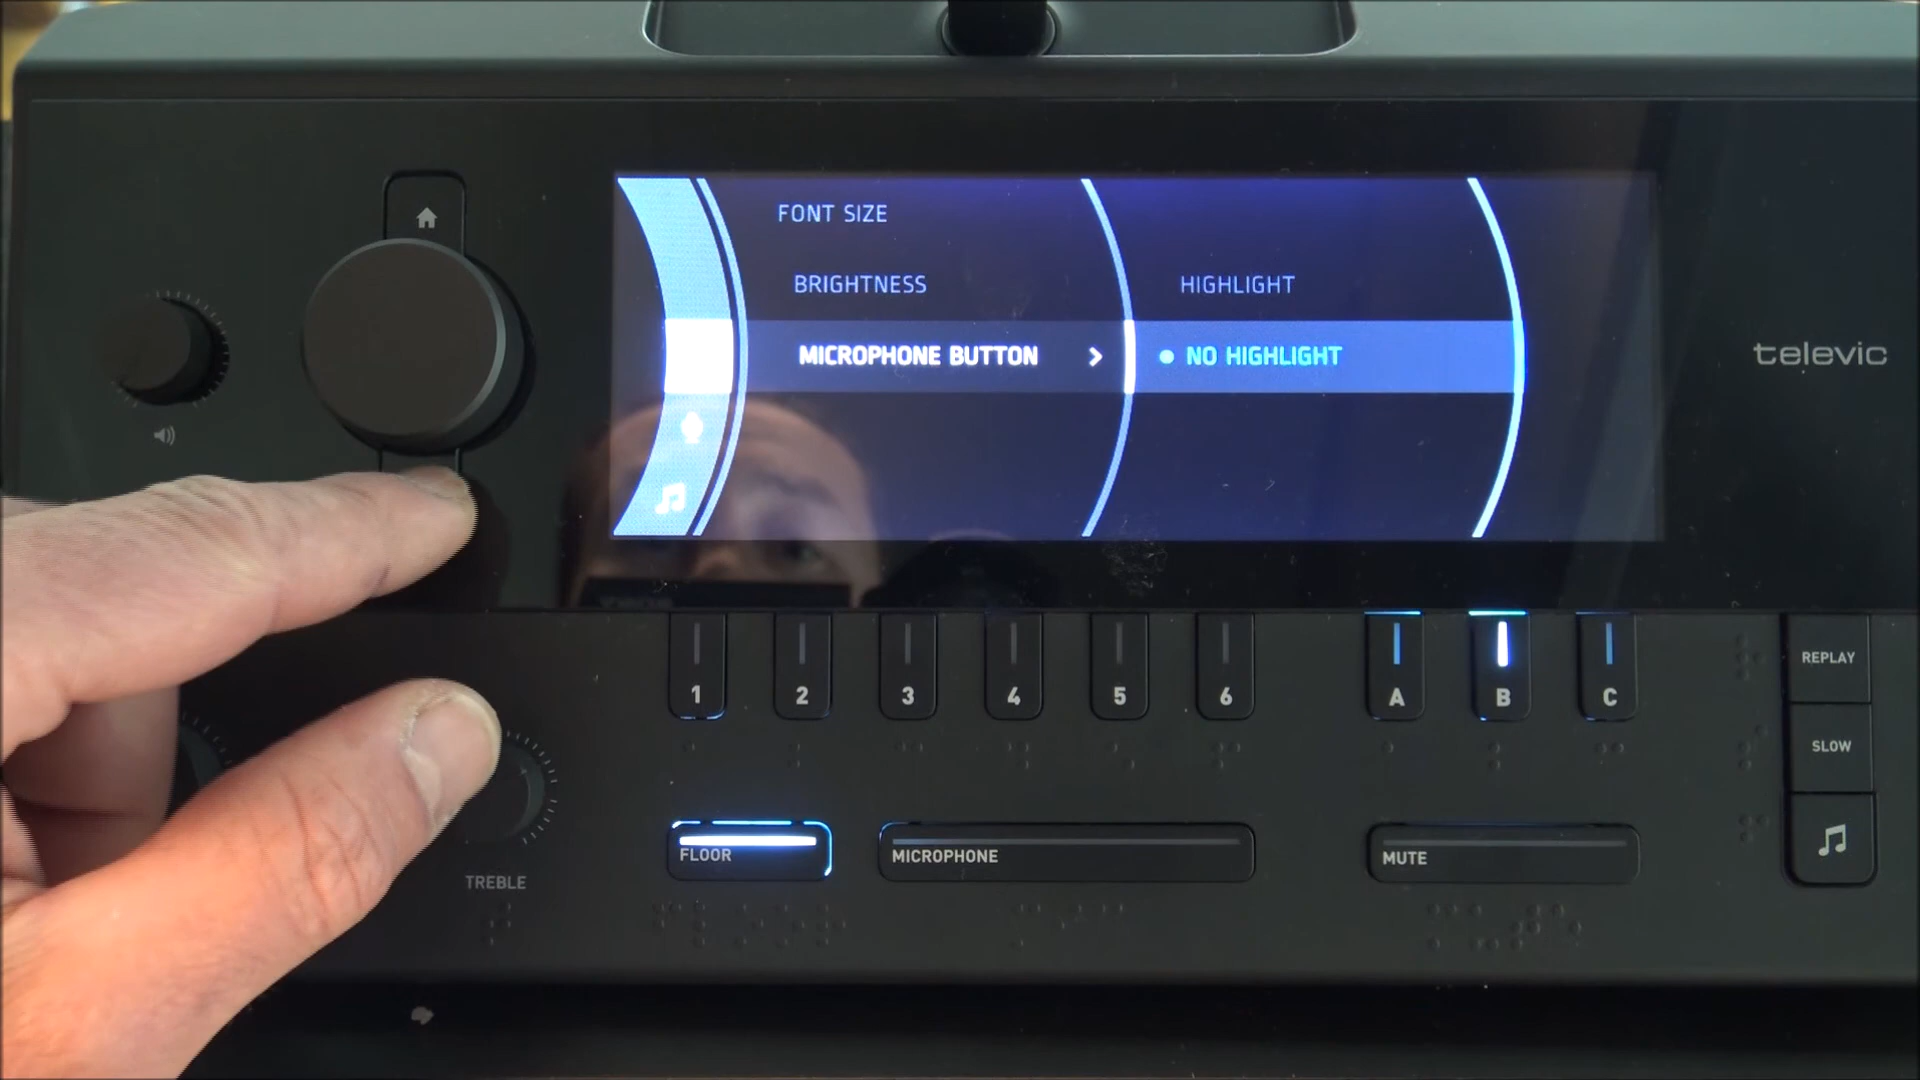 FONT SIZE
BRIGHTNESS
HIGHLIGHT
MICROPHONE BUTTON
NO HIGHLIGHT
televic
1
2
3
4
5
6
A
B
C
REPLAY
SLOW
FLOOR
MICROPHONE
MUTE
TREBLE